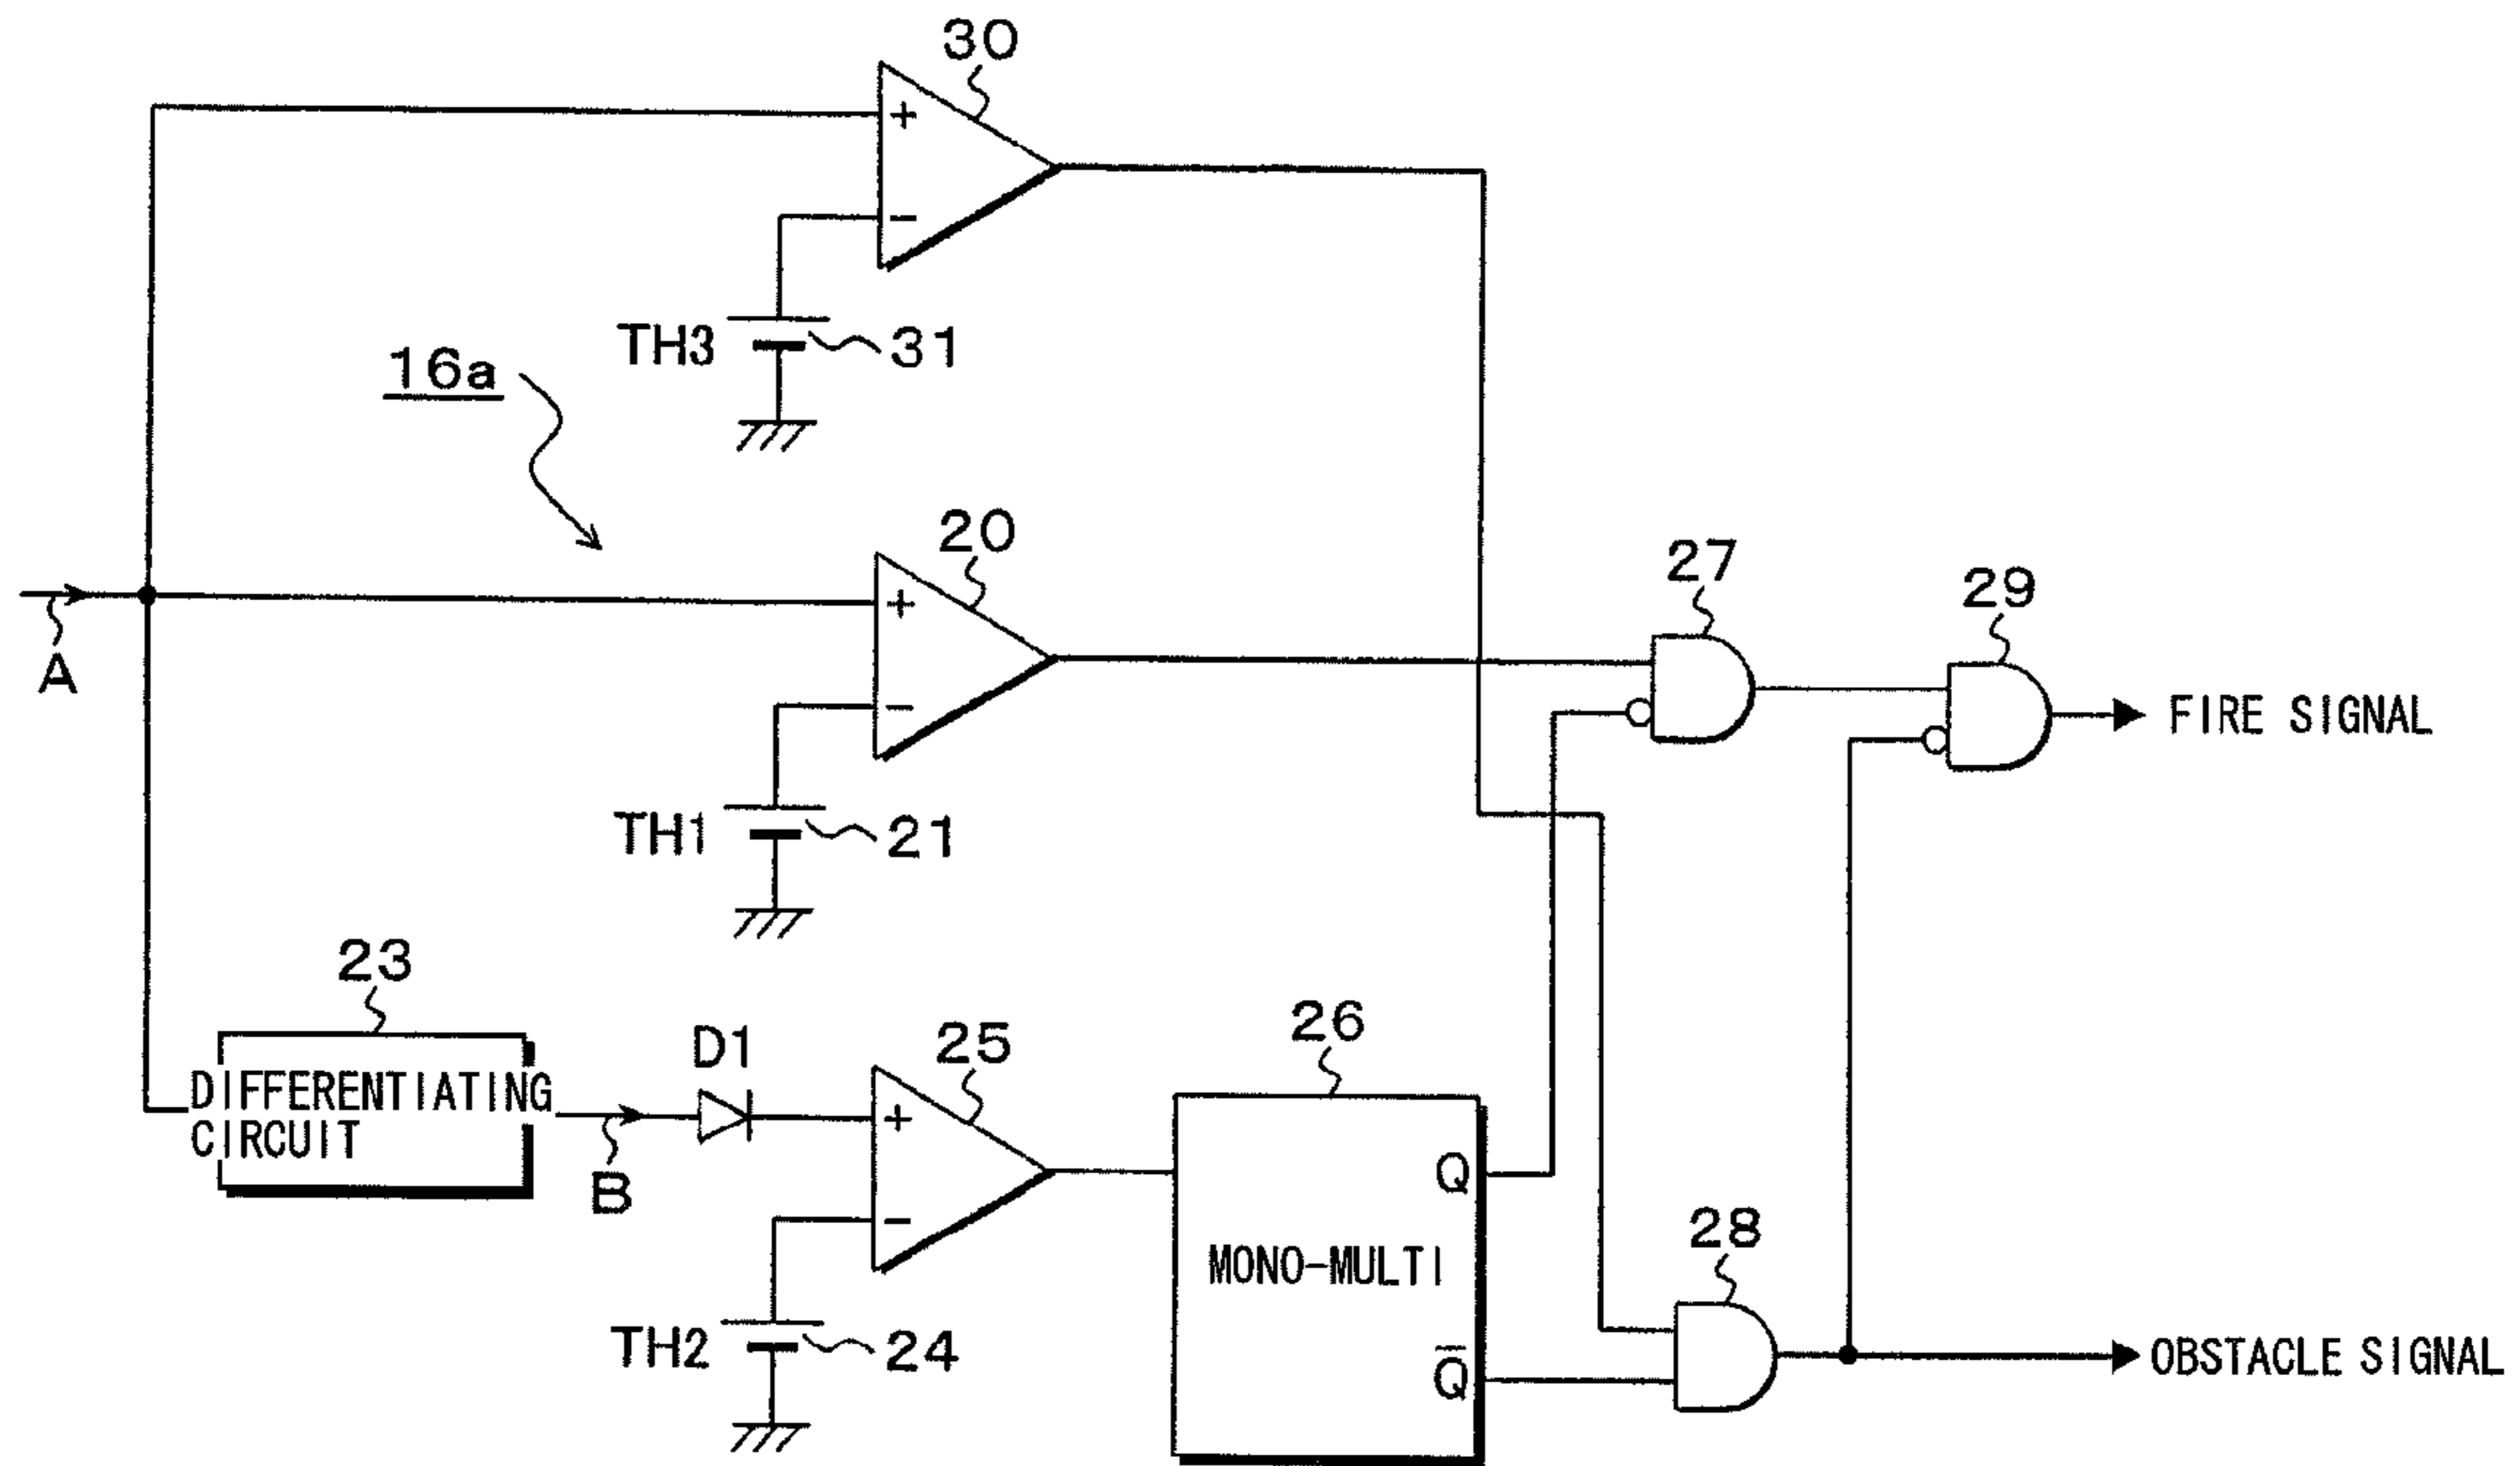 30
+
−
TH3
31
16a
20
27
29
A
+
−
FIRE SIGNAL
TH1
21
23
26
D1
25
DIFFERENTIATING
CIRCUIT
+
B
Q
−
28
MONO-MULTI
TH2
24
Q̅
OBSTACLE SIGNAL